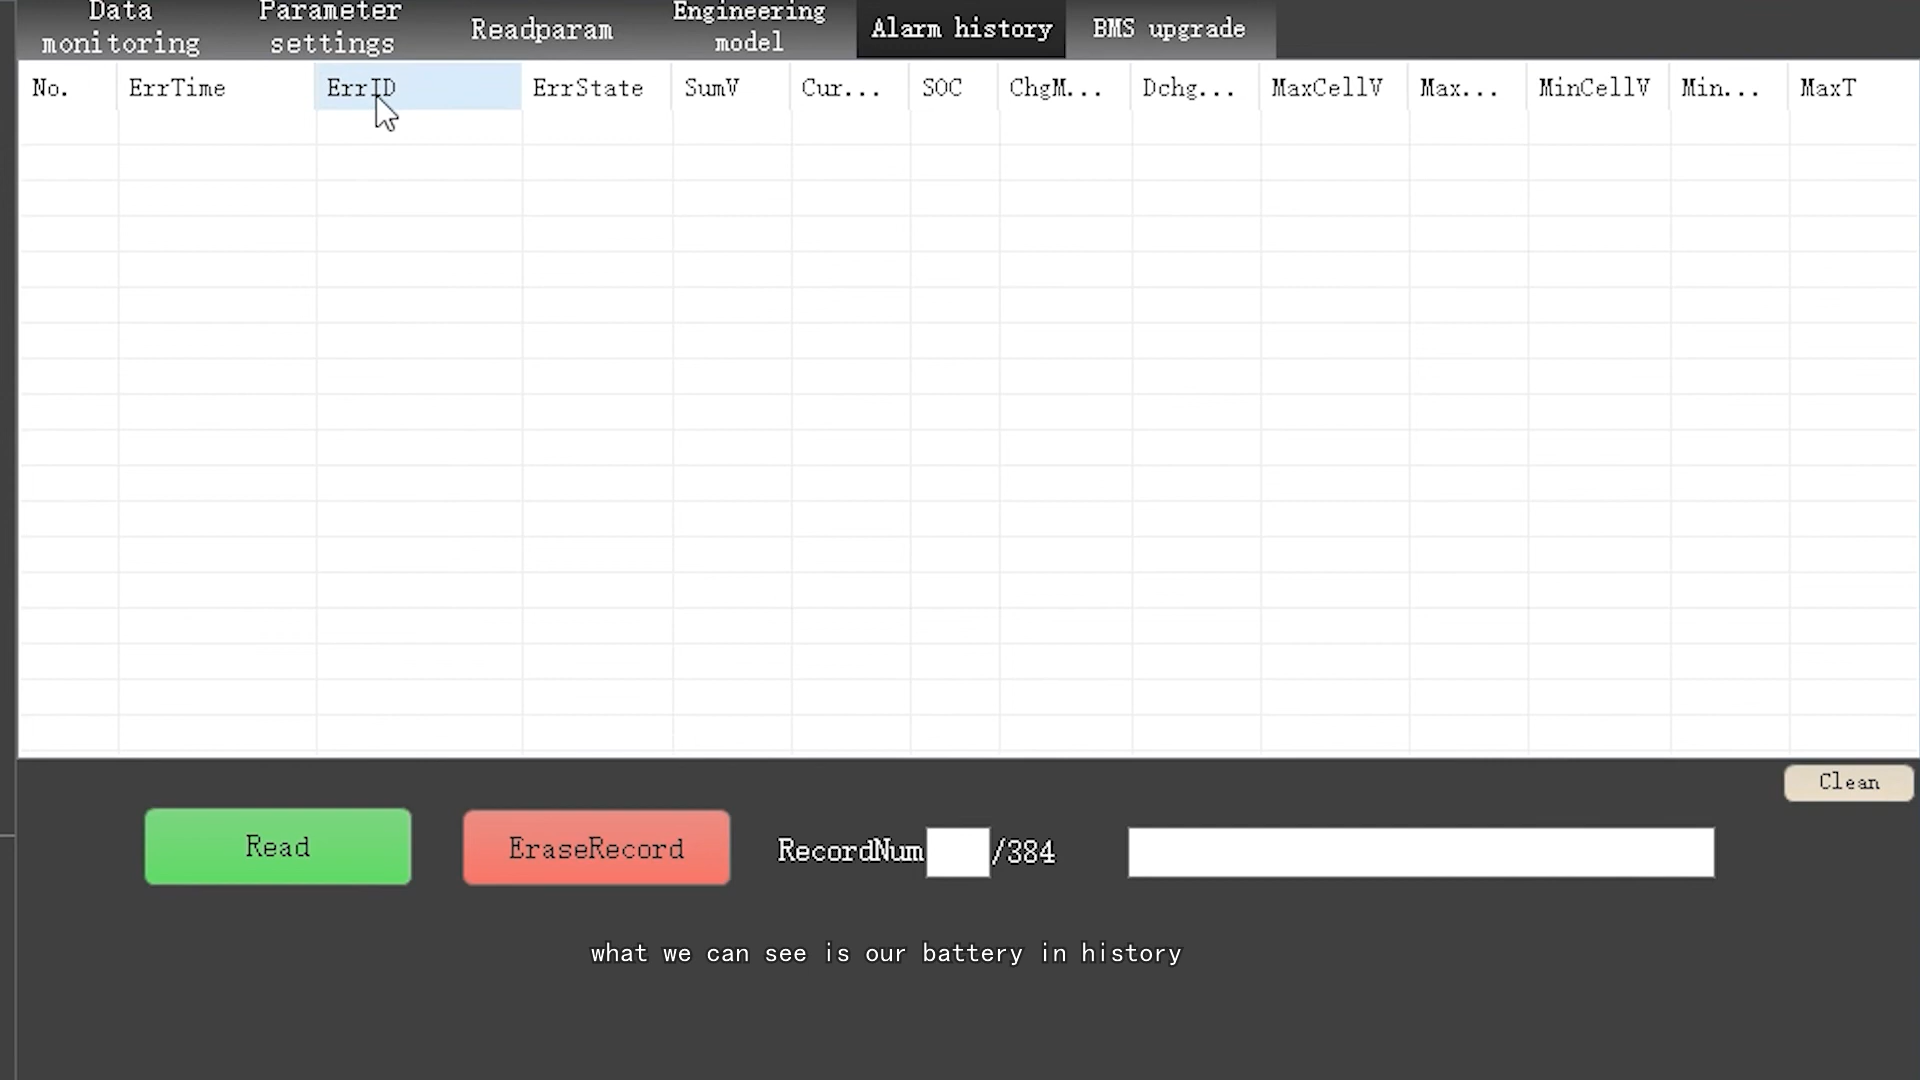 Data monitoring
Parameter settings
Readparam
Engineering model
Alarm history
BMS upgrade
No. ErrTime ErrID ErrState SumV Cur... SOC ChgM... Dchg... MaxCellV Max... MinCellV Min... MaxT
Clean
Read EraseRecord RecordNum /384
what we can see is our battery in history